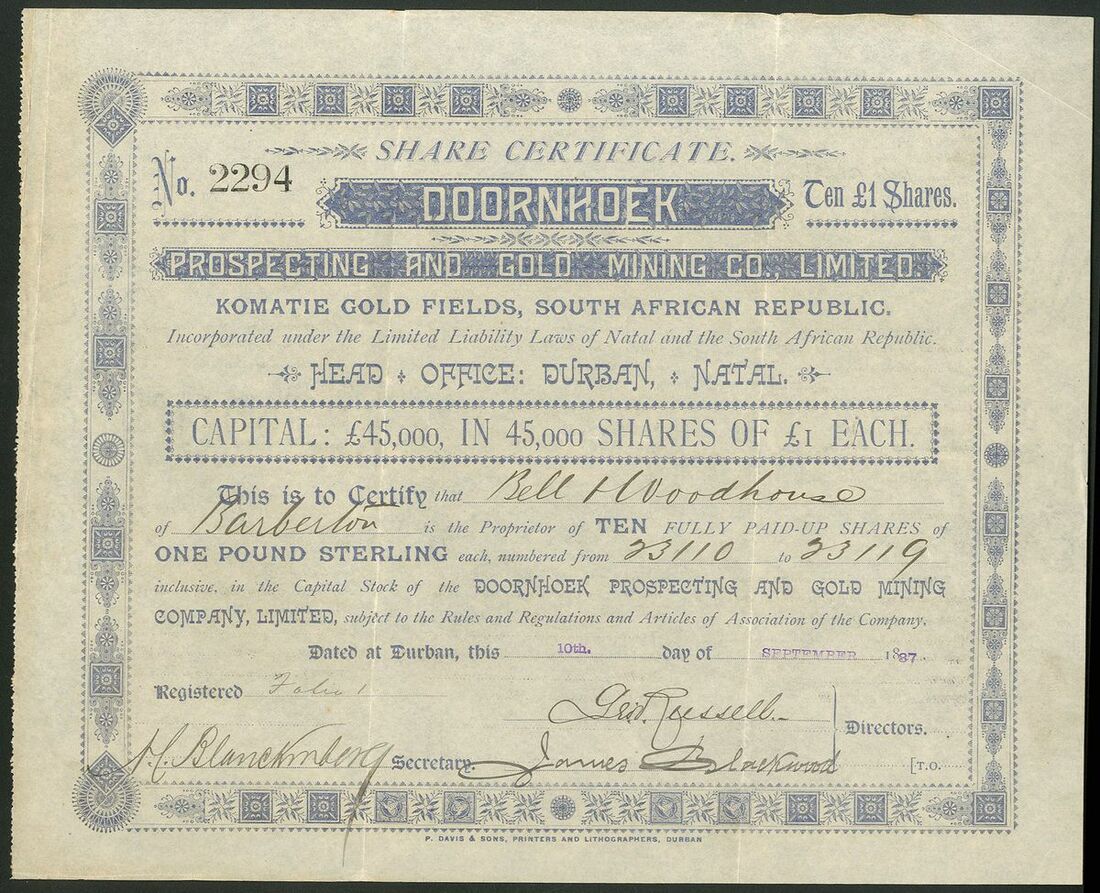 SHARE CERTIFICATE.
No. 2294
DOORNHOEK
Ten £1 Shares.
PROSPECTING AND GOLD MINING CO., LIMITED.
KOMATIE GOLD FIELDS, SOUTH AFRICAN REPUBLIC.
Incorporated under the Limited Liability Laws of Natal and the South African Republic.
HEAD OFFICE: DURBAN, NATAL.
CAPITAL: £45,000, IN 45,000 SHARES OF £1 EACH.
This is to Certify that Bell & Woodhouse
of Barberton is the Proprietor of TEN FULLY PAID-UP SHARES of
ONE POUND STERLING each, numbered from 23110 to 23119
inclusive, in the Capital Stock of the DOORNHOEK PROSPECTING AND GOLD MINING
COMPANY, LIMITED, subject to the Rules and Regulations and Articles of Association of the Company.
Dated at Durban, this 10th. day of SEPTEMBER 1887.
Registered Folio 1
Geo. Russell
Directors.
Blanckenberg Secretary.
James Blackwood
[T.O.
P. DAVIS & SONS, PRINTERS AND LITHOGRAPHERS, DURBAN